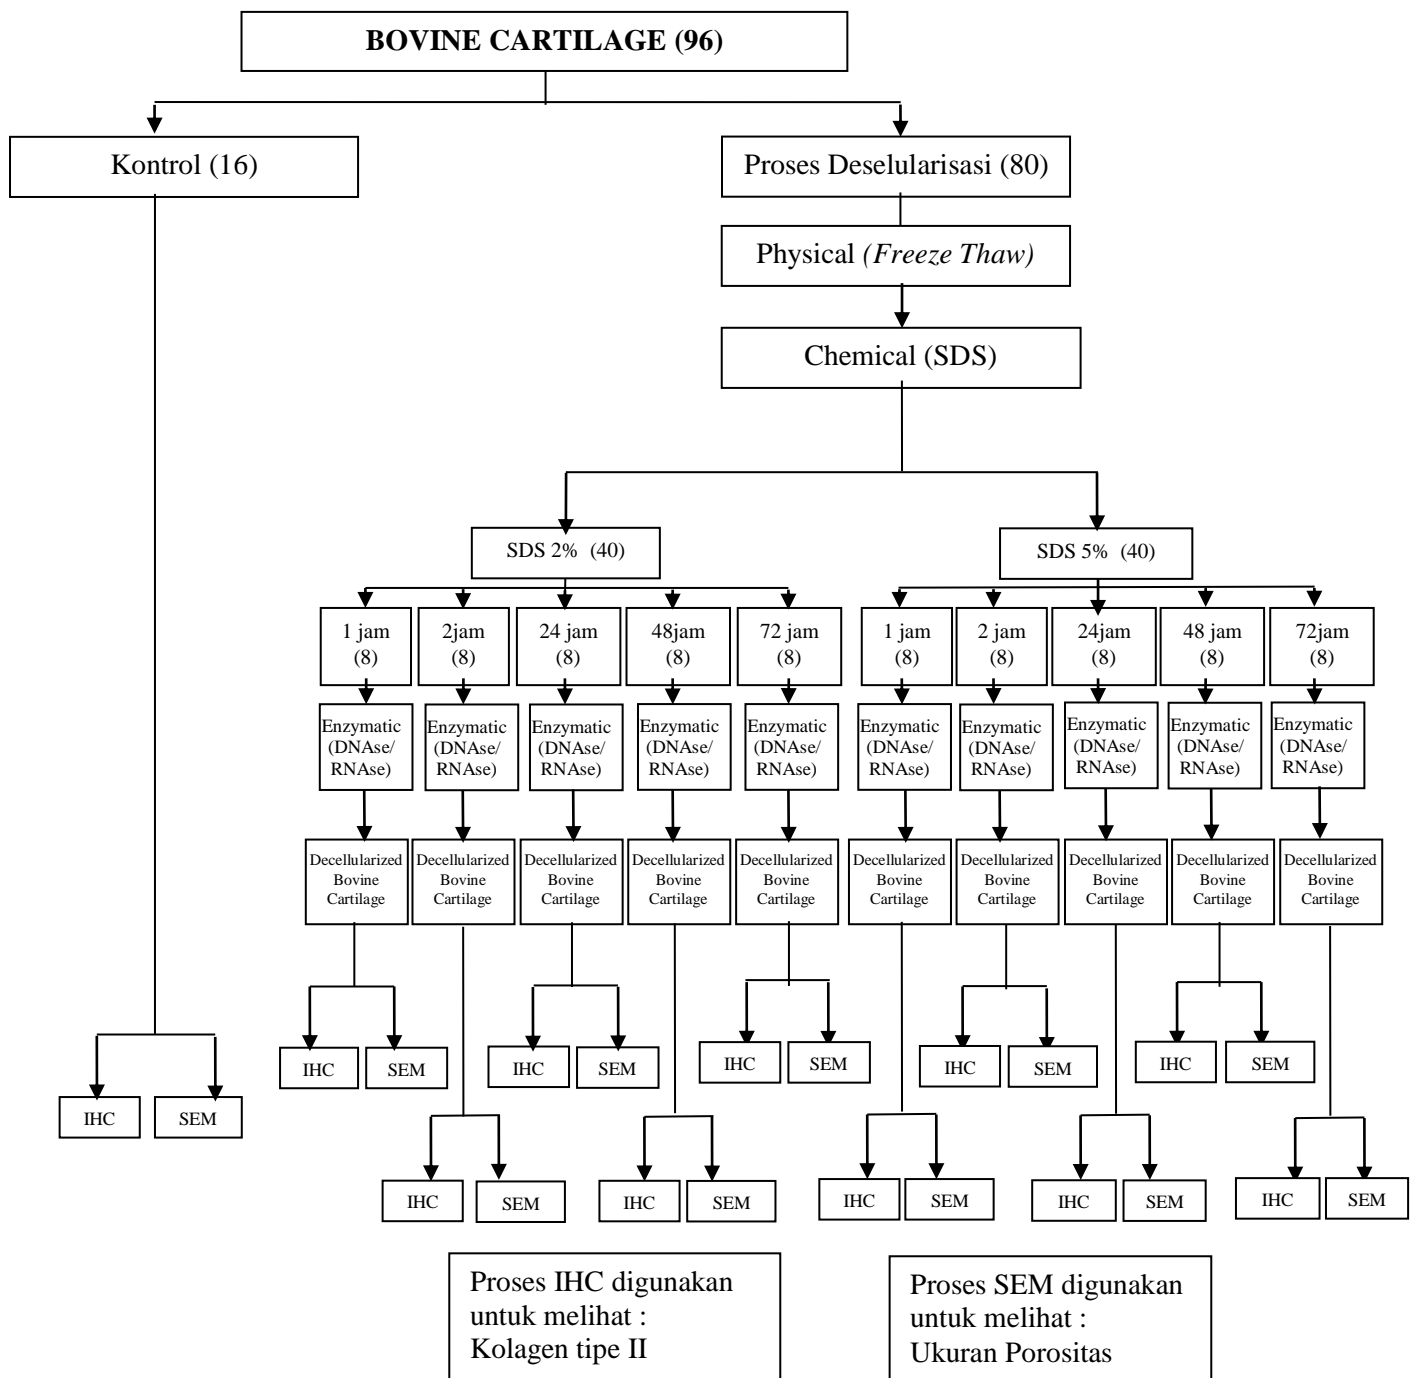 BOVINE CARTILAGE (96)
Kontrol (16)
Proses Deselularisasi (80)
Physical (Freeze Thaw)
Chemical (SDS)
SDS 2% (40)
SDS 5% (40)
1 jam
(8)
2jam
(8)
24 jam
(8)
48jam
(8)
72 jam
(8)
1 jam
(8)
2 jam
(8)
24jam
(8)
48 jam
(8)
72jam
(8)
Enzymatic
(DNAse/
RNAse)
Enzymatic
(DNAse/
RNAse)
Enzymatic
(DNAse/
RNAse)
Enzymatic
(DNAse/
RNAse)
Enzymatic
(DNAse/
RNAse)
Enzymatic
(DNAse/
RNAse)
Enzymatic
(DNAse/
RNAse)
Enzymatic
(DNAse/
RNAse)
Enzymatic
(DNAse/
RNAse)
Enzymatic
(DNAse/
RNAse)
Decellularized
Bovine
Cartilage
Decellularized
Bovine
Cartilage
Decellularized
Bovine
Cartilage
Decellularized
Bovine
Cartilage
Decellularized
Bovine
Cartilage
Decellularized
Bovine
Cartilage
Decellularized
Bovine
Cartilage
Decellularized
Bovine
Cartilage
Decellularized
Bovine
Cartilage
Decellularized
Bovine
Cartilage
IHC
SEM
IHC
SEM
IHC
SEM
IHC
SEM
IHC
SEM
IHC
SEM
IHC
SEM
IHC
SEM
IHC
SEM
IHC
SEM
IHC
SEM
Proses IHC digunakan
untuk melihat :
Kolagen tipe II
Proses SEM digunakan
untuk melihat :
Ukuran Porositas